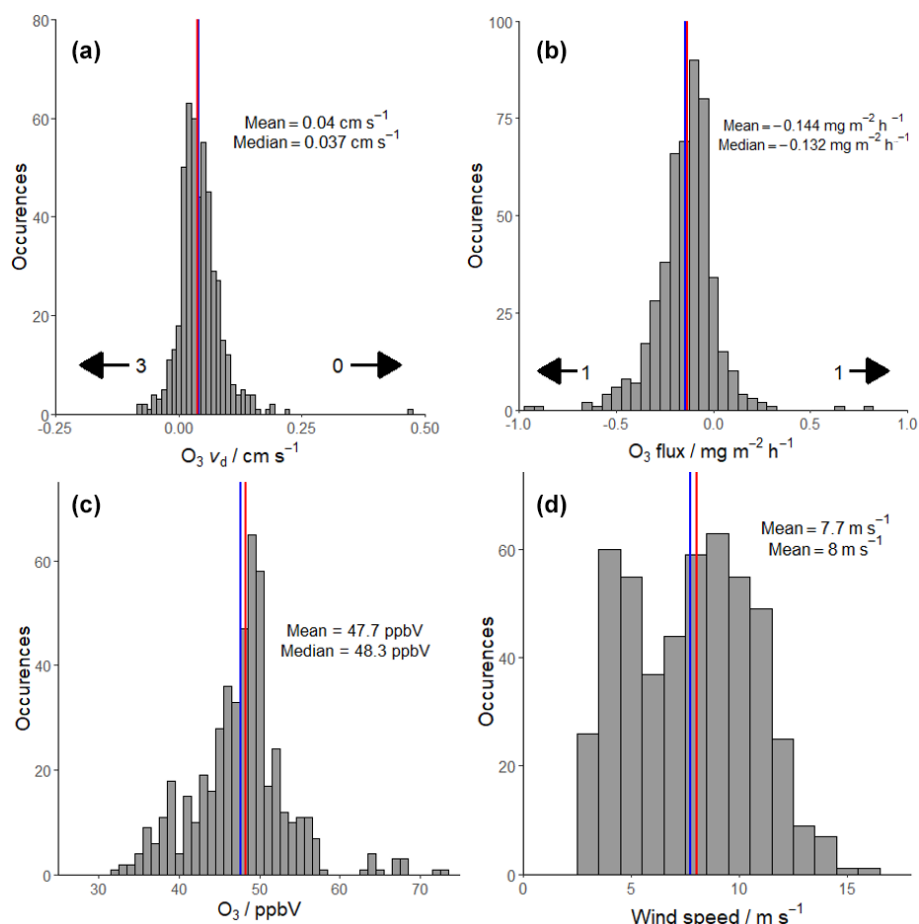 (a)
80
60
40
20
0
Occurences
Mean = 0.04 cm s⁻¹
Median = 0.037 cm s⁻¹
3
0
-0.25
0.00
0.25
0.50
O₃ v_d / cm s⁻¹
(b)
100
75
50
25
0
Occurences
Mean = −0.144 mg m⁻² h⁻¹
Median = −0.132 mg m⁻² h⁻¹
1
1
-1.0
-0.5
0.0
0.5
1.0
O₃ flux / mg m⁻² h⁻¹
(c)
60
40
20
0
Occurences
Mean = 47.7 ppbV
Median = 48.3 ppbV
30
40
50
60
70
O₃ / ppbV
(d)
60
40
20
0
Occurences
Mean = 7.7 m s⁻¹
Mean = 8 m s⁻¹
0
5
10
15
Wind speed / m s⁻¹